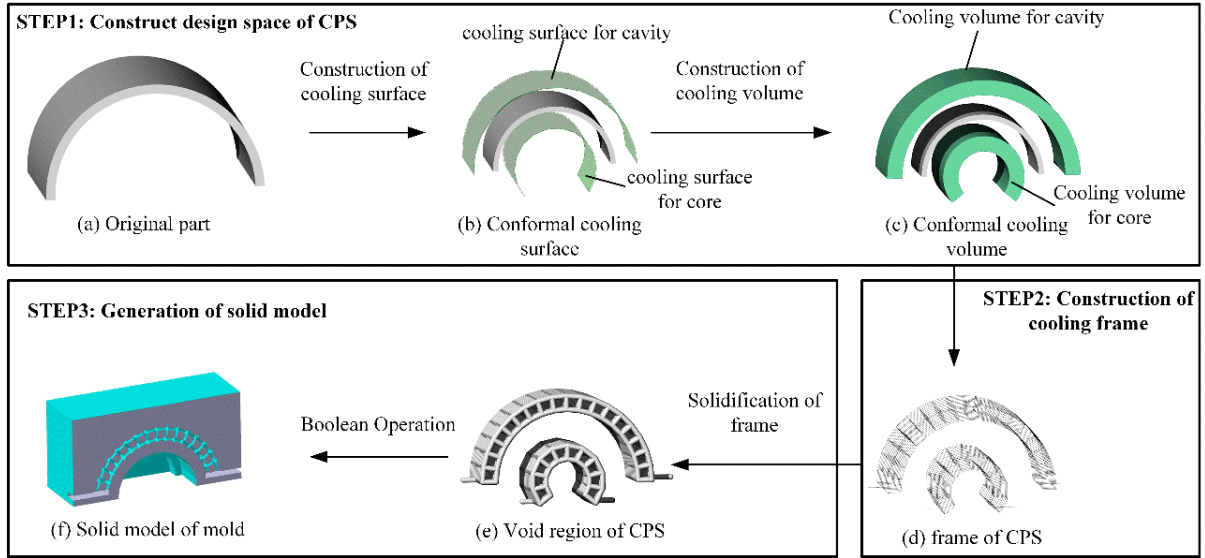 STEP1: Construct design space of CPS
(a) Original part
Construction of
cooling surface
cooling surface for cavity
cooling surface
for core
(b) Conformal cooling
surface
Construction of
cooling volume
Cooling volume for cavity
Cooling volume
for core
(c) Conformal cooling
volume
STEP2: Construction of
cooling frame
(d) frame of CPS
STEP3: Generation of solid model
Solidification of
frame
(e) Void region of CPS
Boolean Operation
(f) Solid model of mold